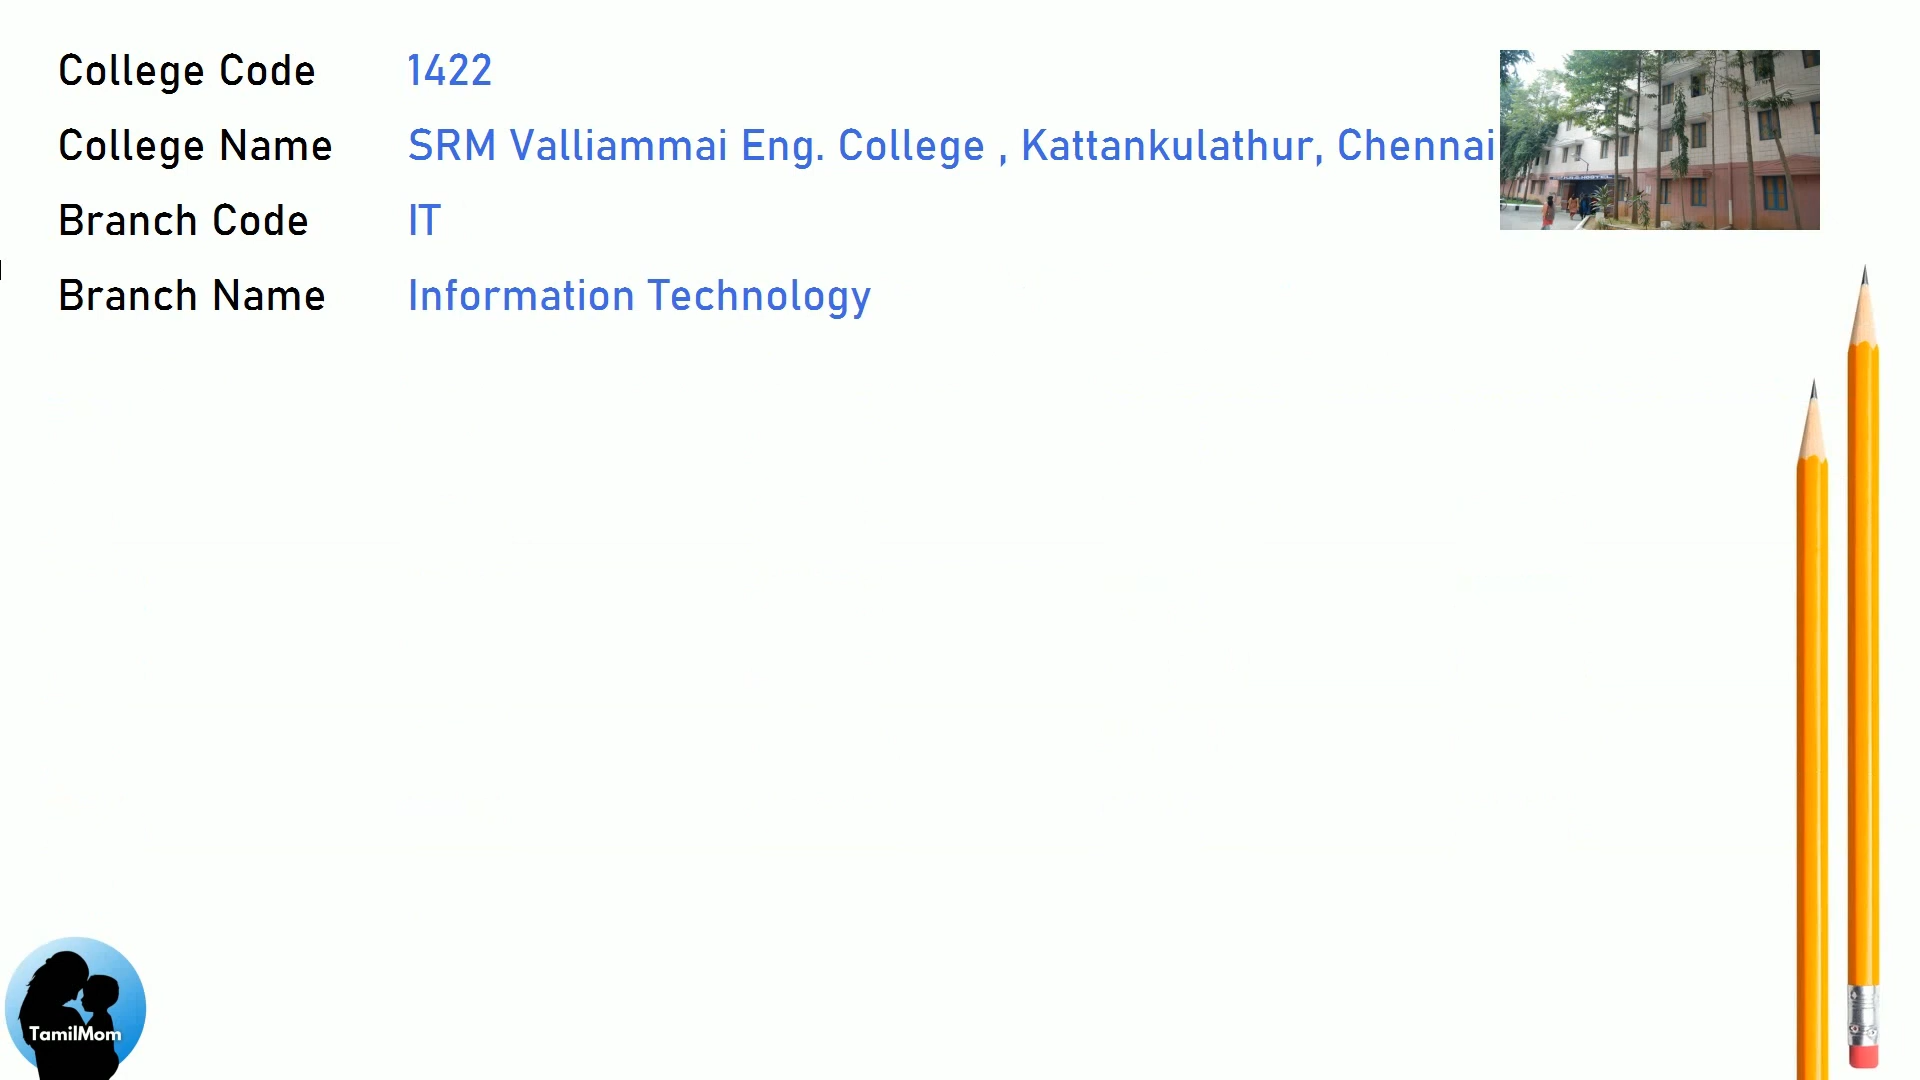 College Code 1422
College Name SRM Valliammai Eng. College , Kattankulathur, Chennai
Branch Code IT
Branch Name Information Technology
TamilMom